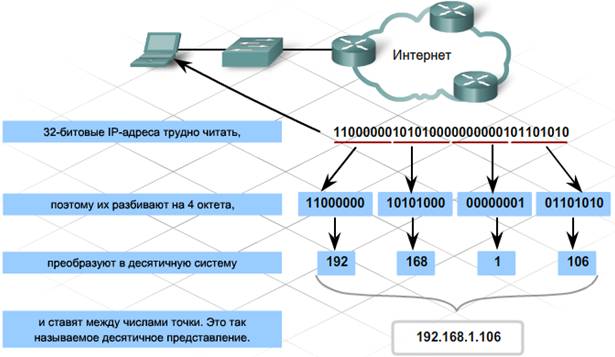 Интернет
32-битовые IP-адреса трудно читать,
11000000101010000000000101101010
поэтому их разбивают на 4 октета,
11000000 10101000 00000001 01101010
преобразуют в десятичную систему
192 168 1 106
и ставят между числами точки. Это так
называемое десятичное представление.
192.168.1.106